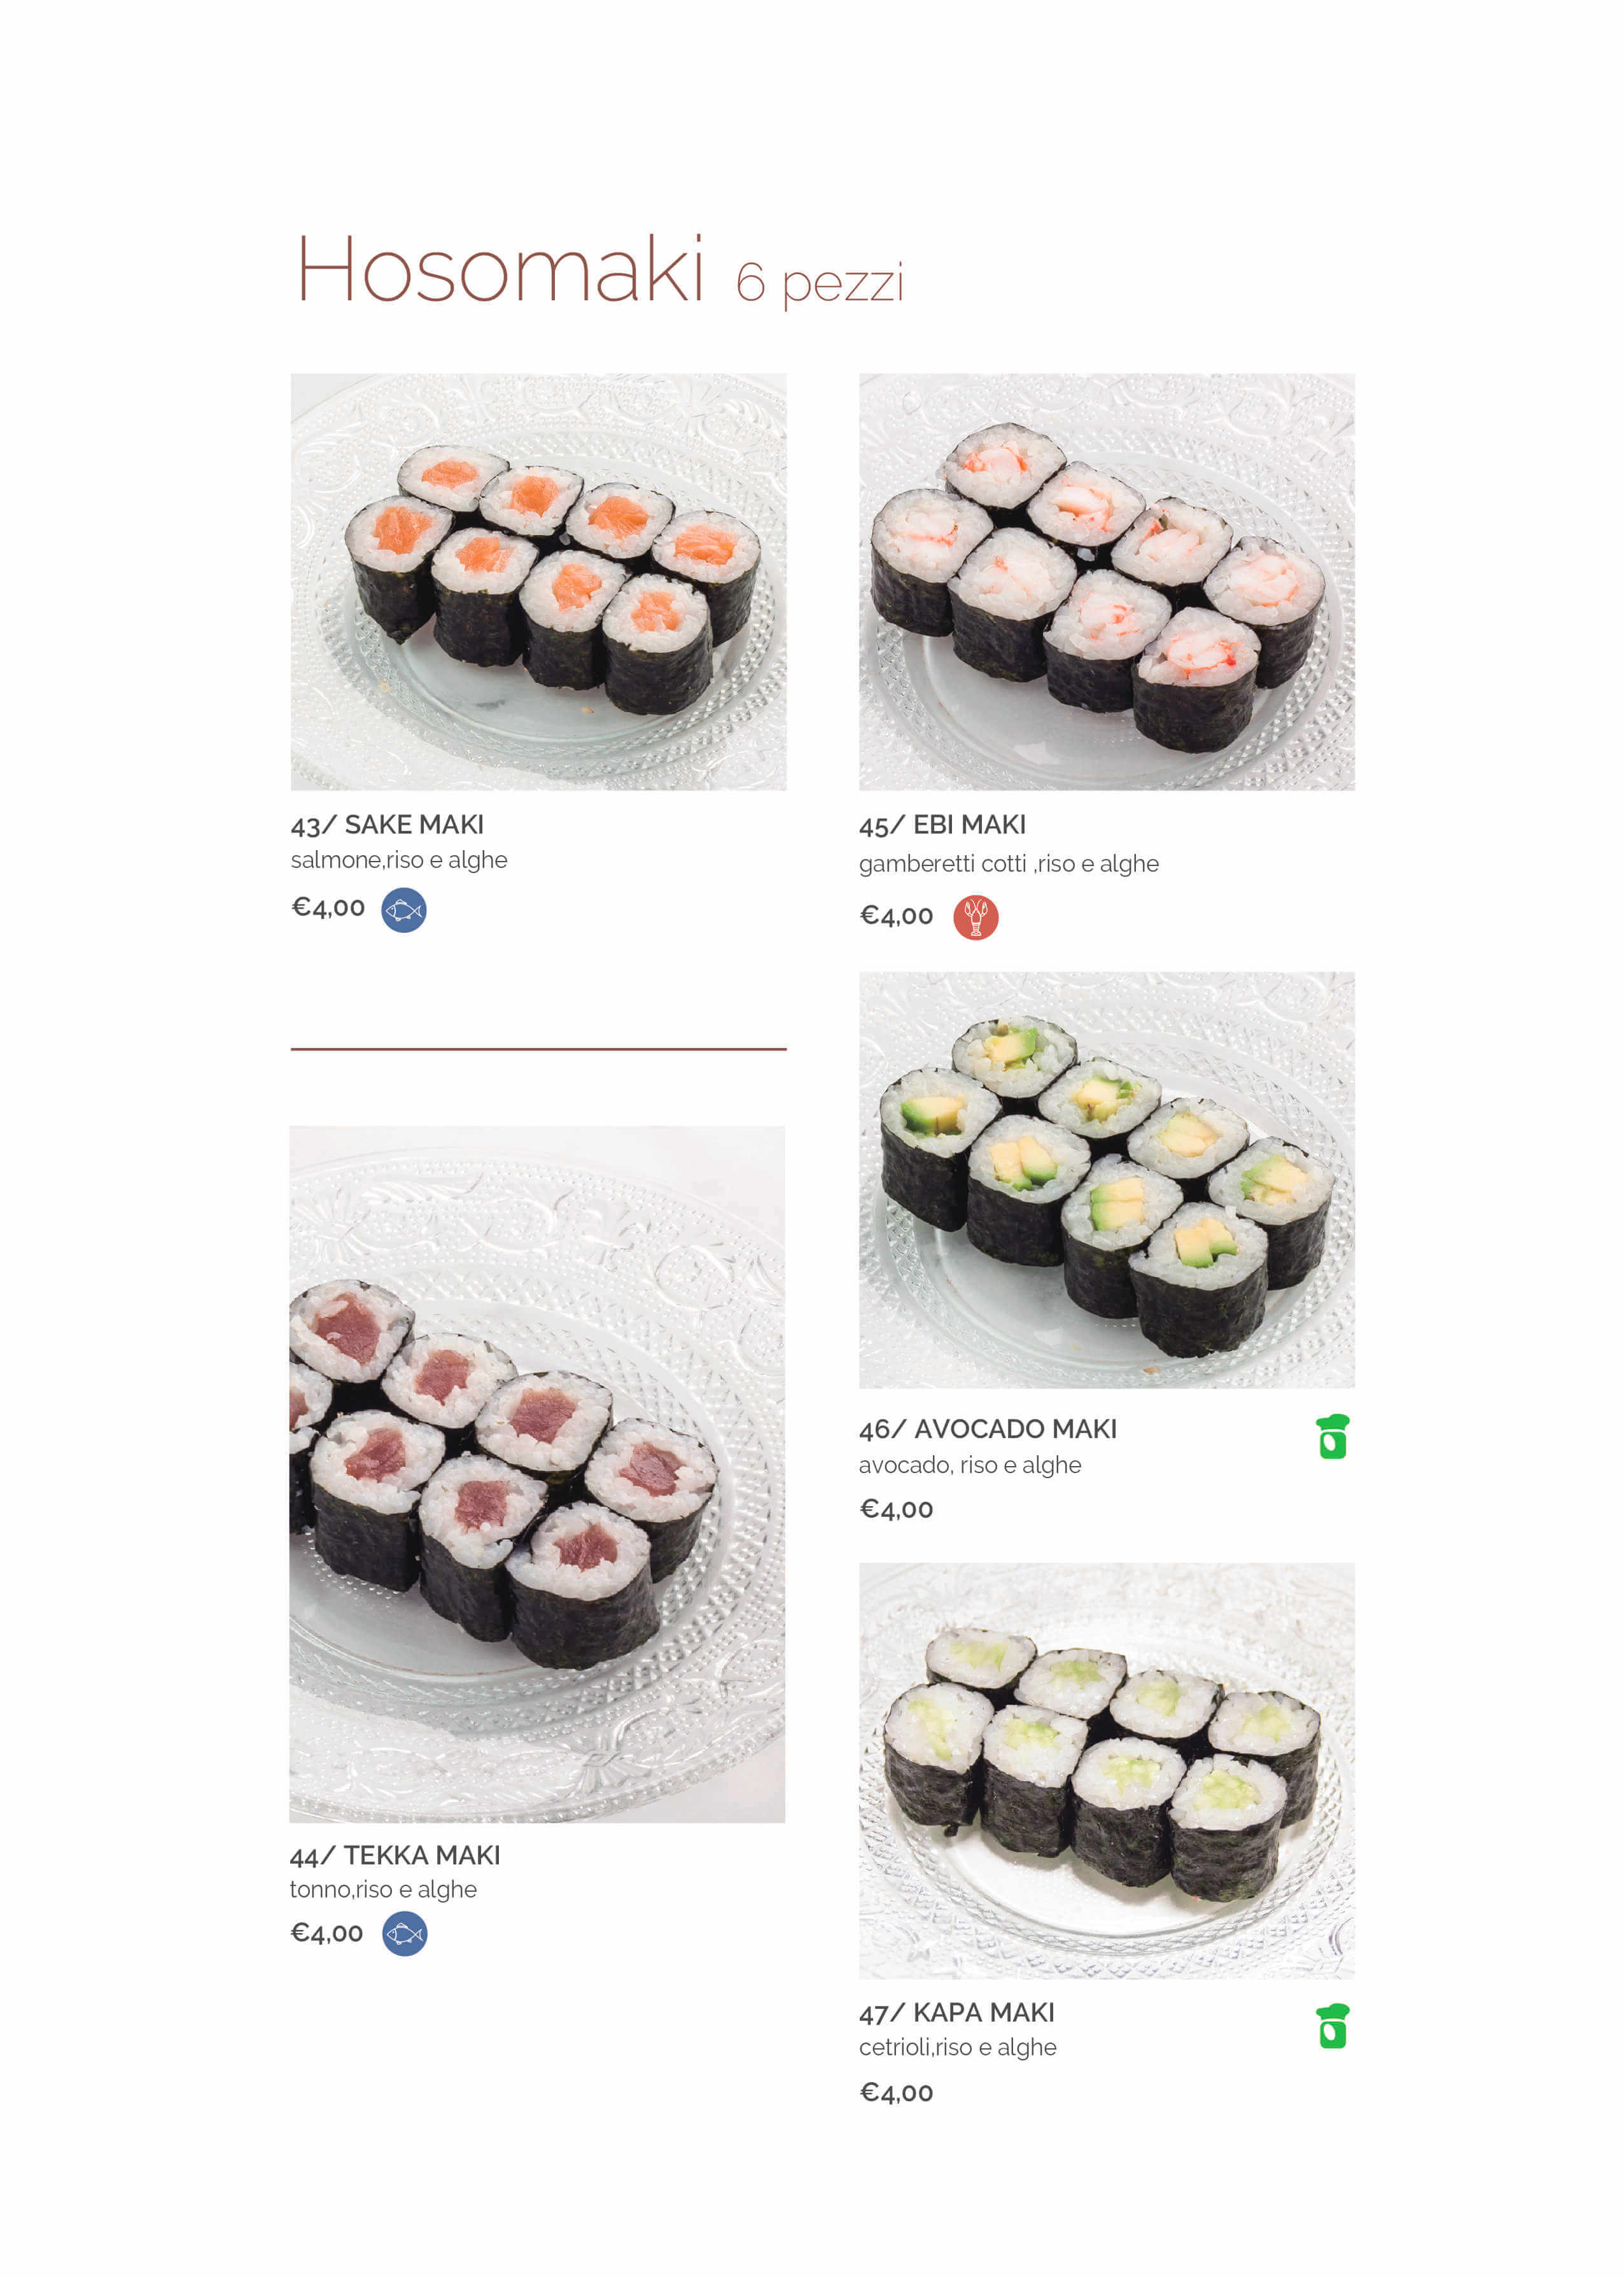 Hosomaki 6 pezzi
43/ SAKE MAKI
salmone,riso e alghe
€4,00
44/ TEKKA MAKI
tonno,riso e alghe
€4,00
45/ EBI MAKI
gamberetti cotti ,riso e alghe
€4,00
46/ AVOCADO MAKI
avocado, riso e alghe
€4,00
47/ KAPA MAKI
cetrioli,riso e alghe
€4,00